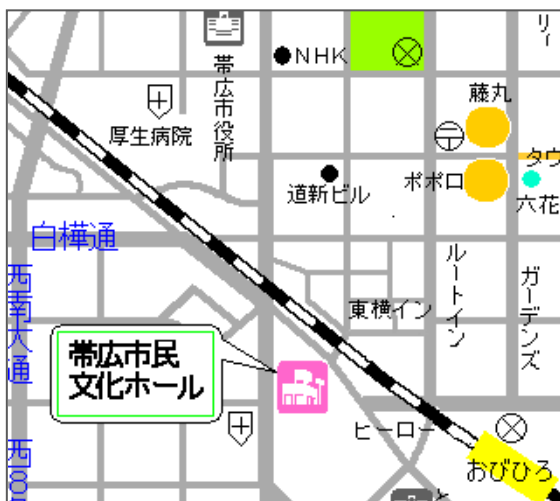 リー
NHK
帯広市役所
藤丸
厚生病院
タウ
ポポロ
道新ビル
六花
白樺通
西南大通
ルートイン
ガーデンズ
東横イン
帯広市民
文化ホール
ヒーロー
おびひろ
西8
と